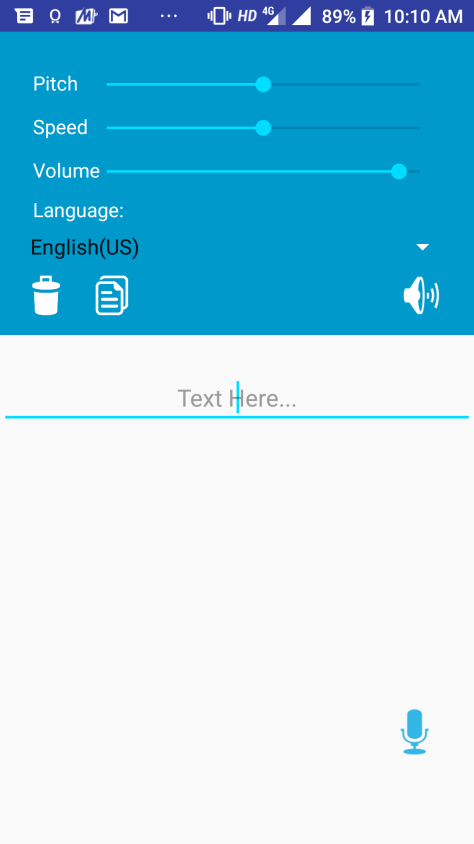 HD 4G 89% 10:10 AM
Pitch
Speed
Volume
Language:
English(US)
Text Here...